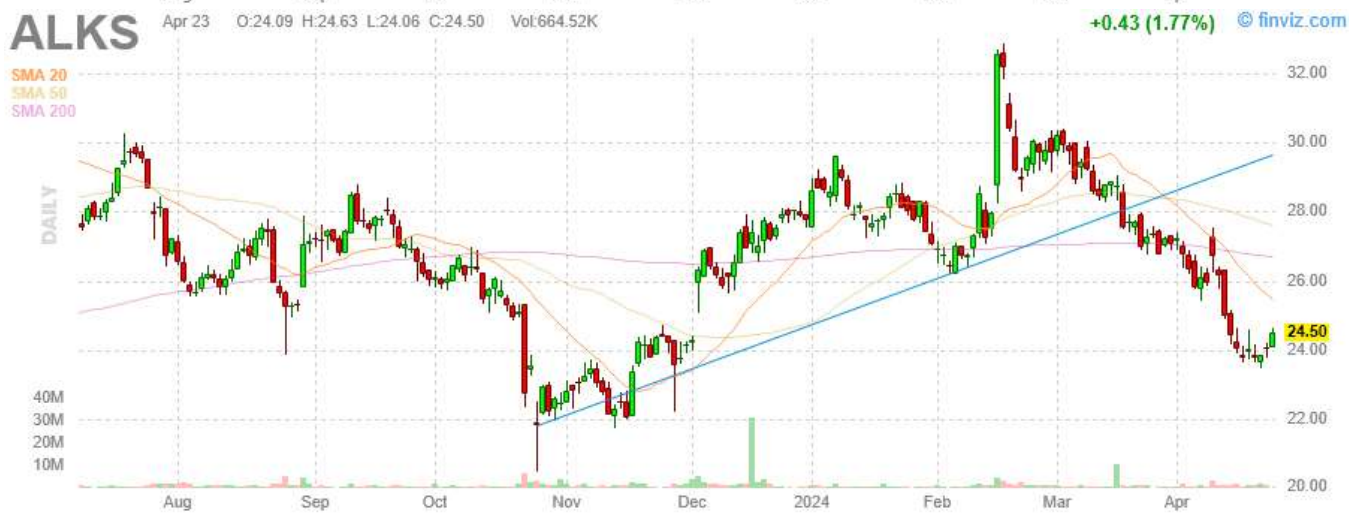 ALKS Apr 23 O:24.09 H:24.63 L:24.06 C:24.50 Vol:664.52K +0.43 (1.77%) © finviz.com
SMA 20
SMA 50
SMA 200
DAILY
32.00
30.00
28.00
26.00
24.50
24.00
22.00
20.00
40M
30M
20M
10M
Aug Sep Oct Nov Dec 2024 Feb Mar Apr